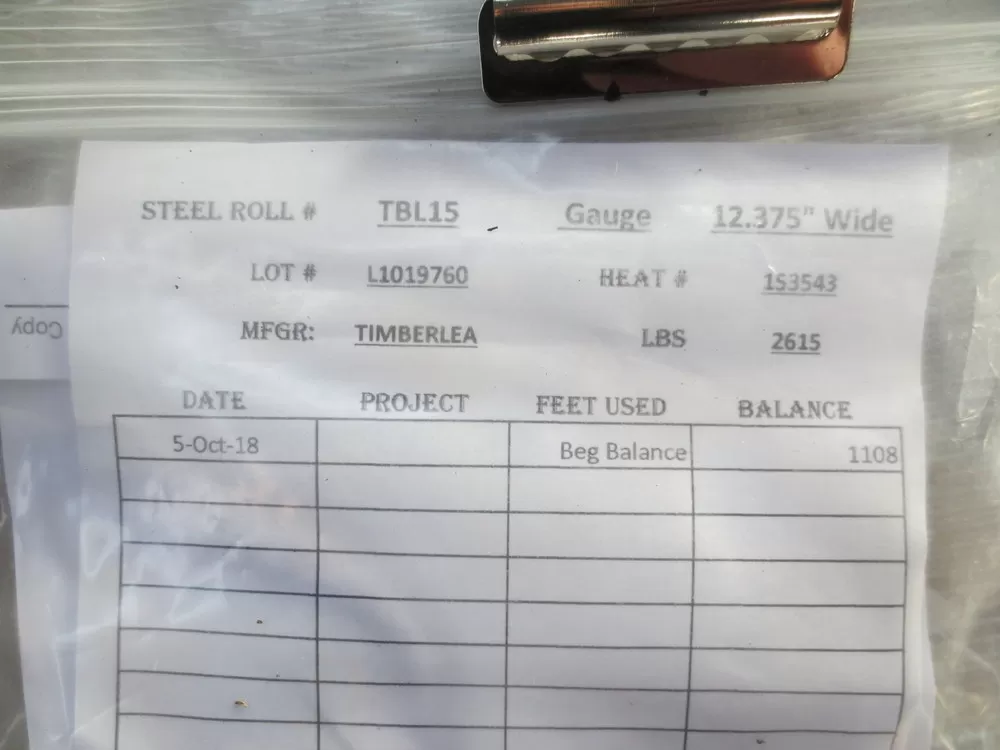 STEEL ROLL # TBL15 Gauge 12.375" Wide
LOT # L1019760 HEAT # 153543
MFGR: TIMBERLEA LBS 2615
DATE PROJECT FEET USED BALANCE
5-Oct-18 Beg Balance 1108
Copy